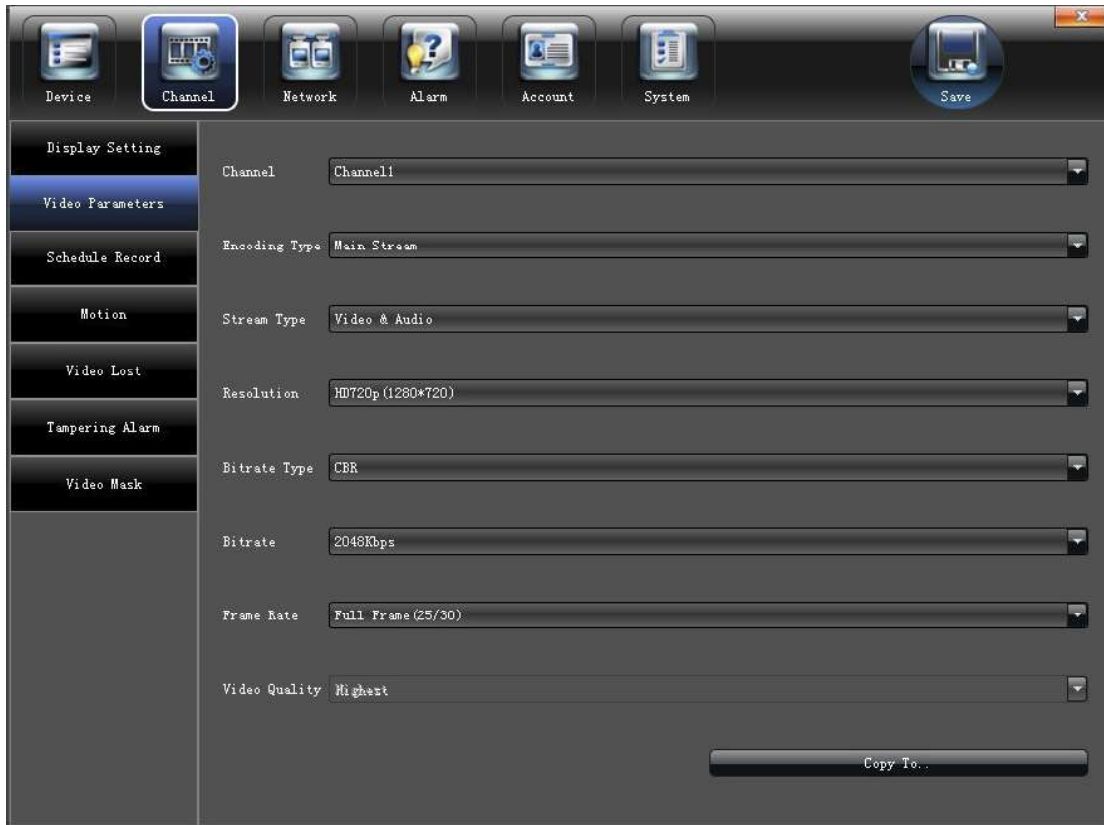 Device Channel Network Alarm Account System Save
Display Setting
Video Parameters
Schedule Record
Motion
Video Lost
Tampering Alarm
Video Mask
Channel Channel1
Encoding Type Main Stream
Stream Type Video & Audio
Resolution HD720p(1280*720)
Bitrate Type CBR
Bitrate 2048Kbps
Frame Rate Full Frame(25/30)
Video Quality Highest
Copy To..